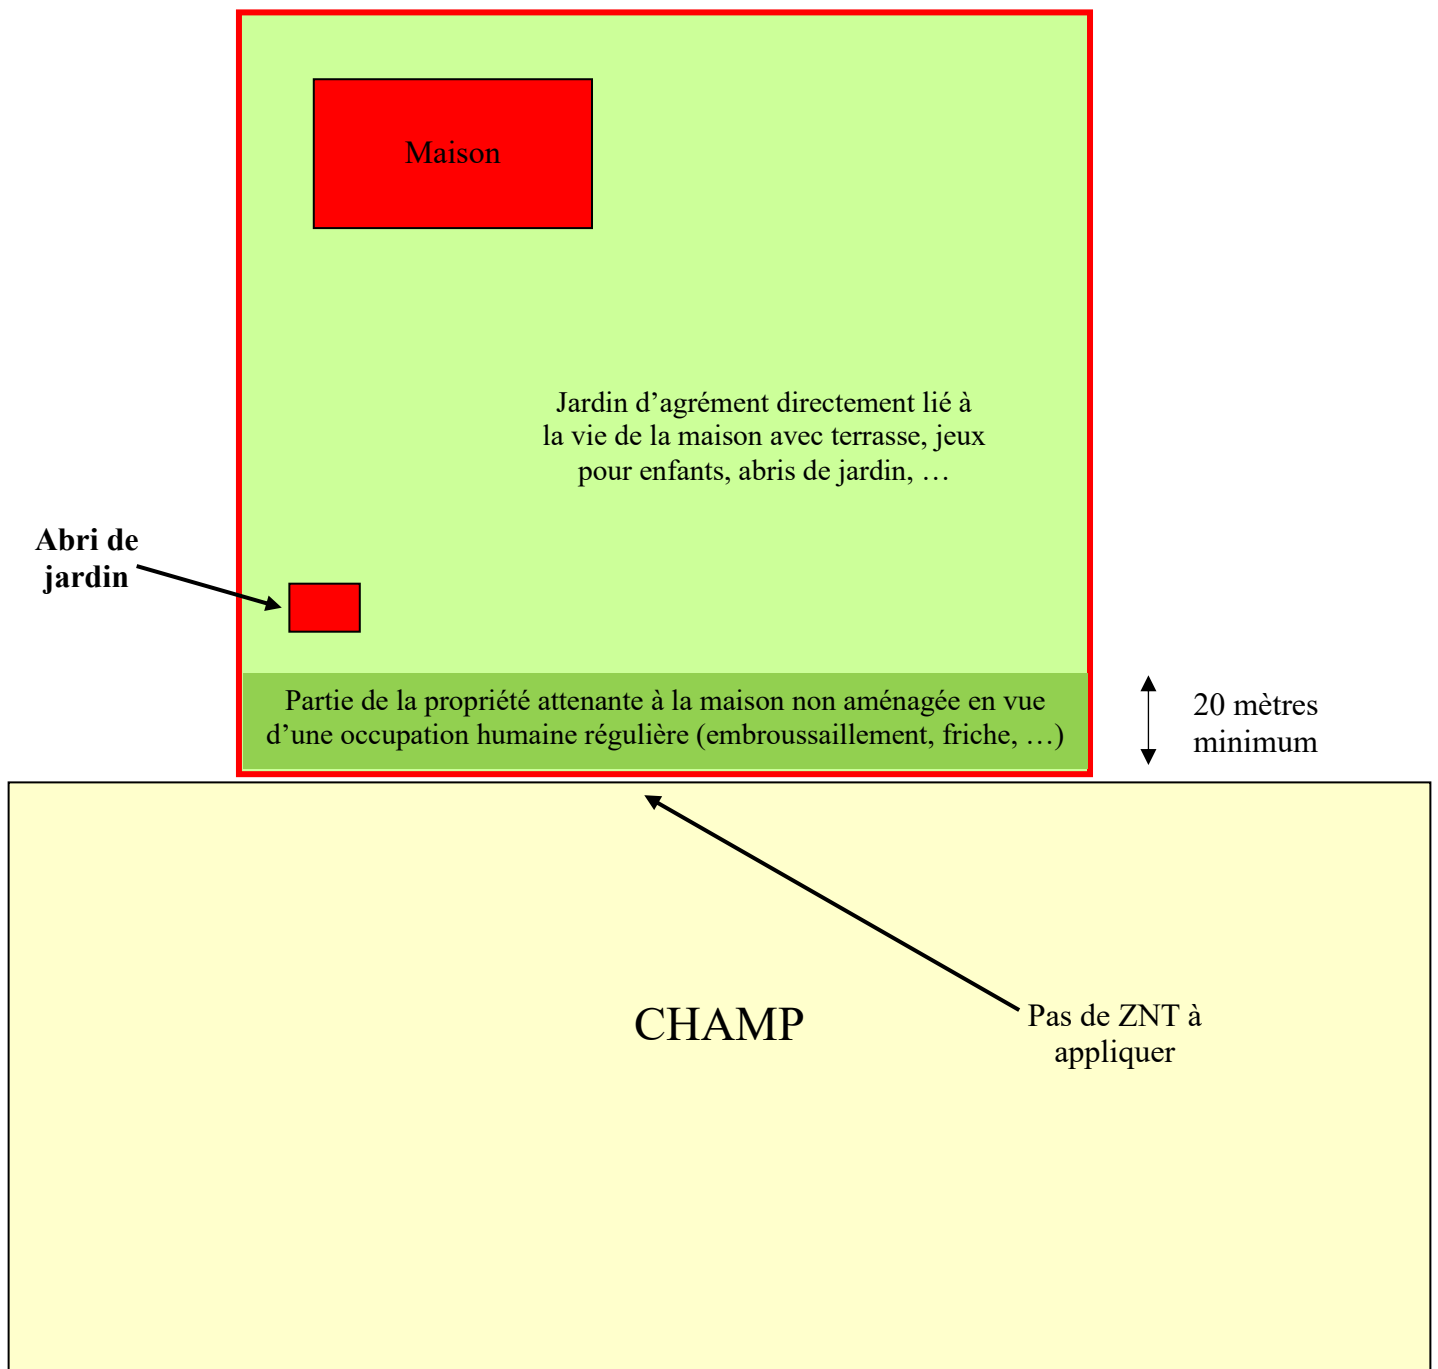 Maison
Jardin d’agrément directement lié à
la vie de la maison avec terrasse, jeux
pour enfants, abris de jardin, …
Abri de
jardin
Partie de la propriété attenante à la maison non aménagée en vue
d’une occupation humaine régulière (embroussaillement, friche, …)
20 mètres
minimum
CHAMP
Pas de ZNT à
appliquer